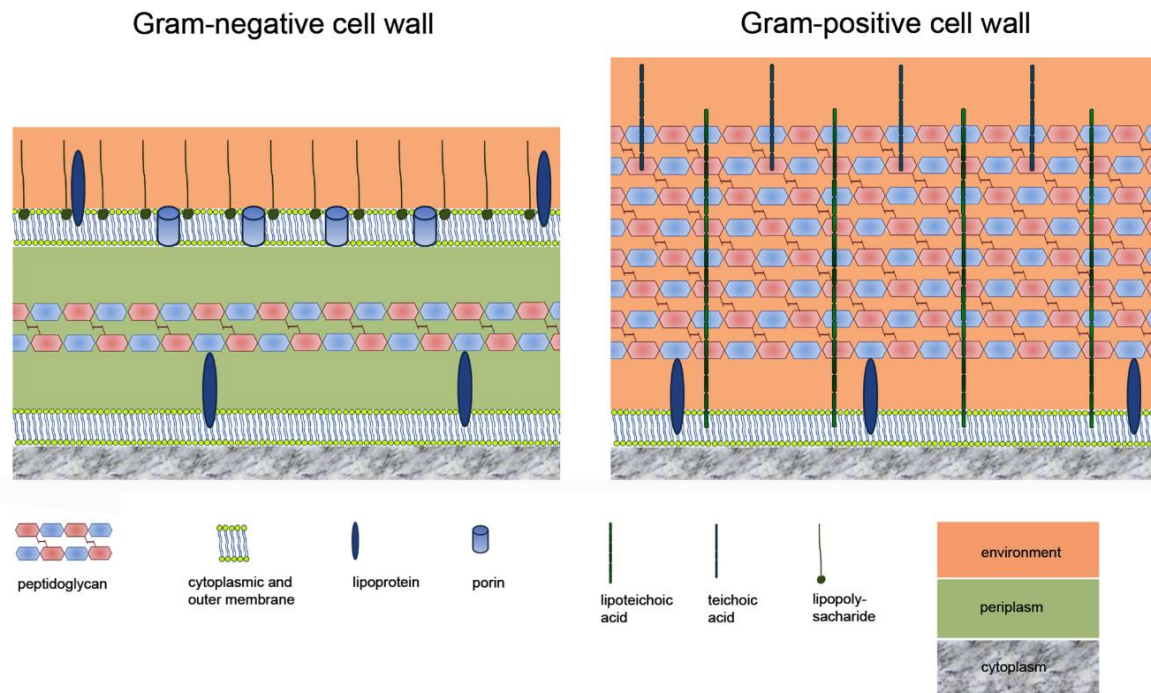 Gram-negative cell wall
Gram-positive cell wall
peptidoglycan
cytoplasmic and
outer membrane
lipoprotein
porin
lipoteichoic
acid
teichoic
acid
lipopoly-
sacharide
environment
periplasm
cytoplasm